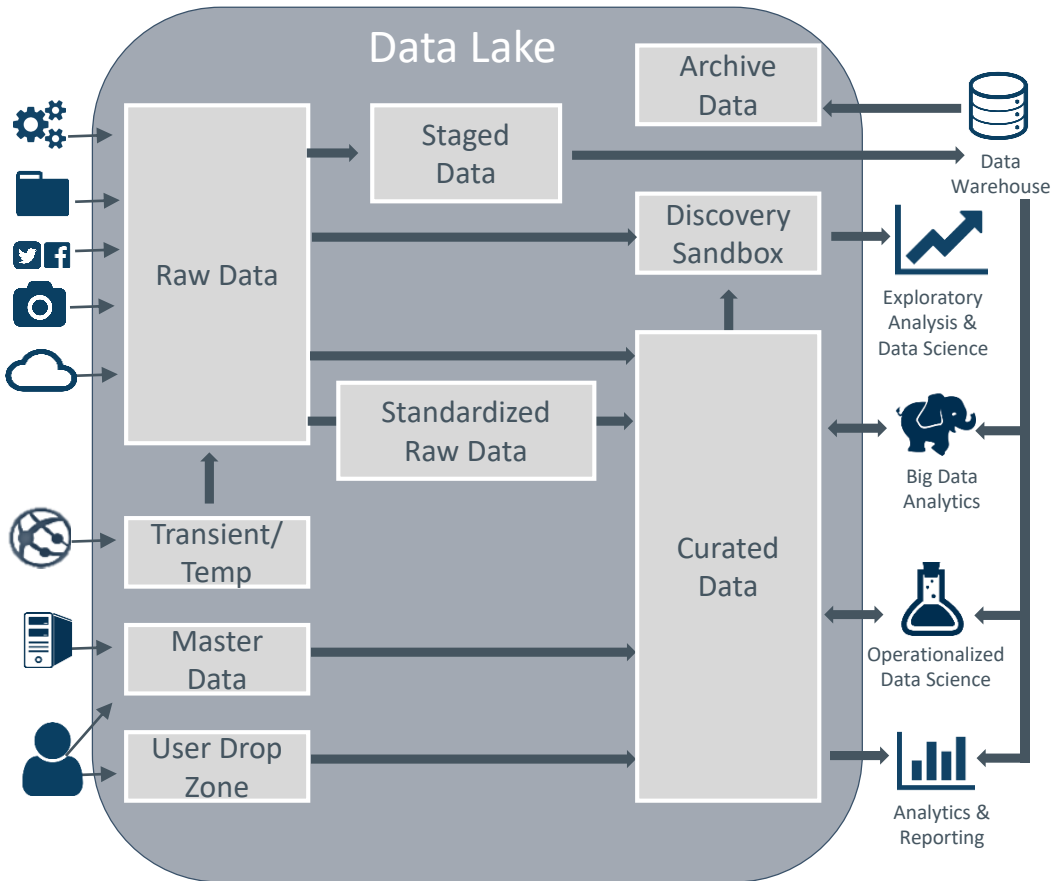 Data Lake
Archive
Data
Staged
Data
Data
Warehouse
Discovery
Sandbox
Raw Data
Exploratory
Analysis &
Data Science
Standardized
Raw Data
Big Data
Analytics
Transient/
Temp
Curated
Data
Master
Data
Operationalized
Data Science
User Drop
Zone
Analytics &
Reporting